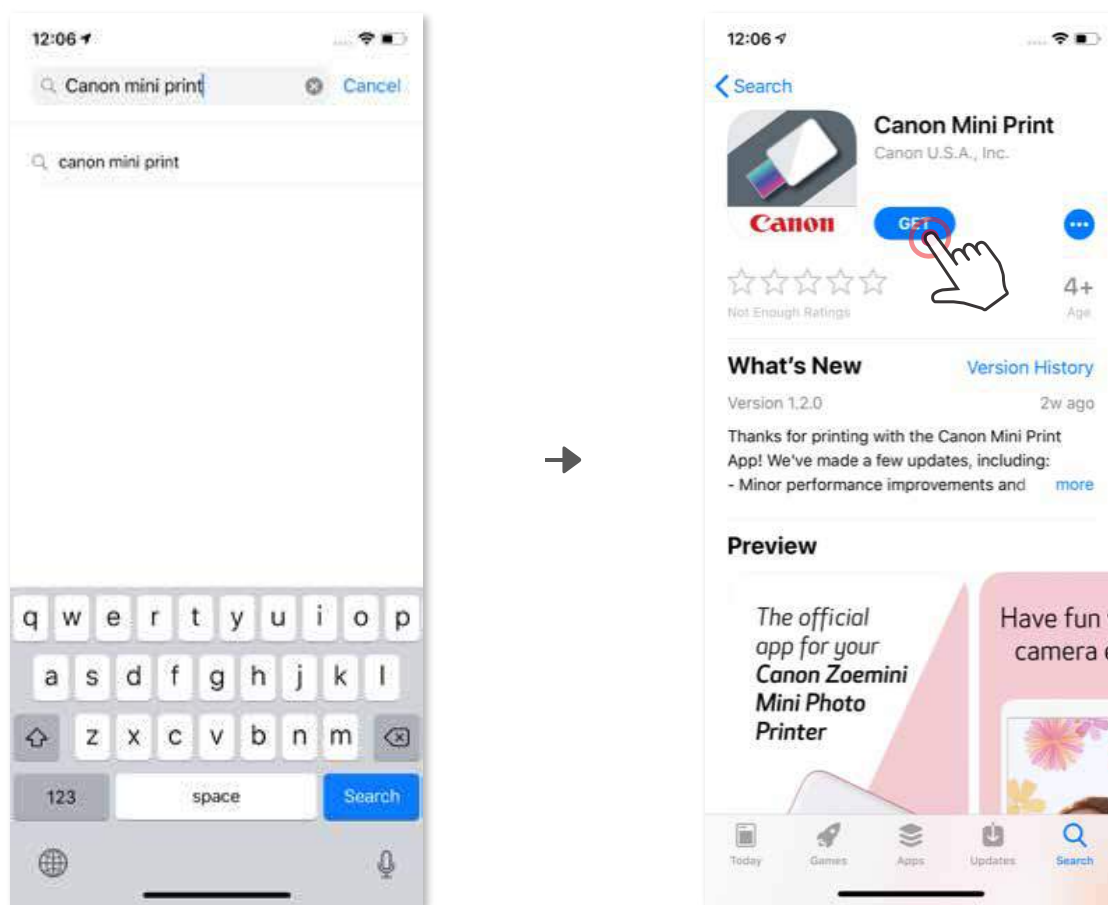 12:06
Canon mini print
Cancel
canon mini print
q w e r t y u i o p
a s d f g h j k l
z x c v b n m
123 space Search
12:06
Search
Canon Mini Print
Canon U.S.A., Inc.
Canon
GET
4+
Not Enough Ratings
Age
What's New
Version History
Version 1.2.0
2w ago
Thanks for printing with the Canon Mini Print
App! We've made a few updates, including:
- Minor performance improvements and more
Preview
The official
app for your
Canon Zoemini
Mini Photo
Printer
Have fun
camera
Today Games Apps Updates Search